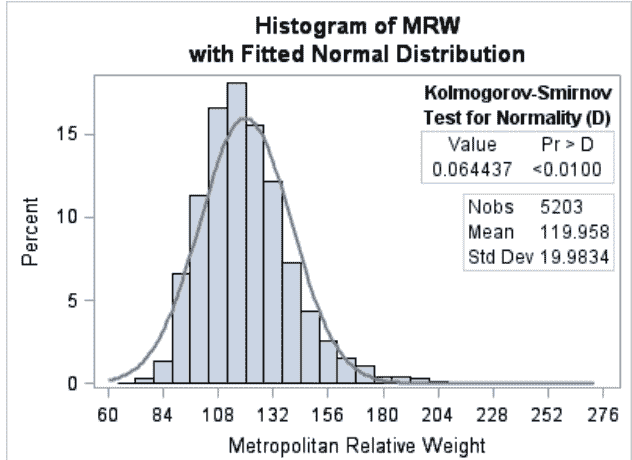 Histogram of MRW
with Fitted Normal Distribution
Kolmogorov-Smirnov
Test for Normality (D)
Value Pr > D
0.064437 <0.0100
Nobs 5203
Mean 119.958
Std Dev 19.9834
Percent
15
10
5
0
60 84 108 132 156 180 204 228 252 276
Metropolitan Relative Weight